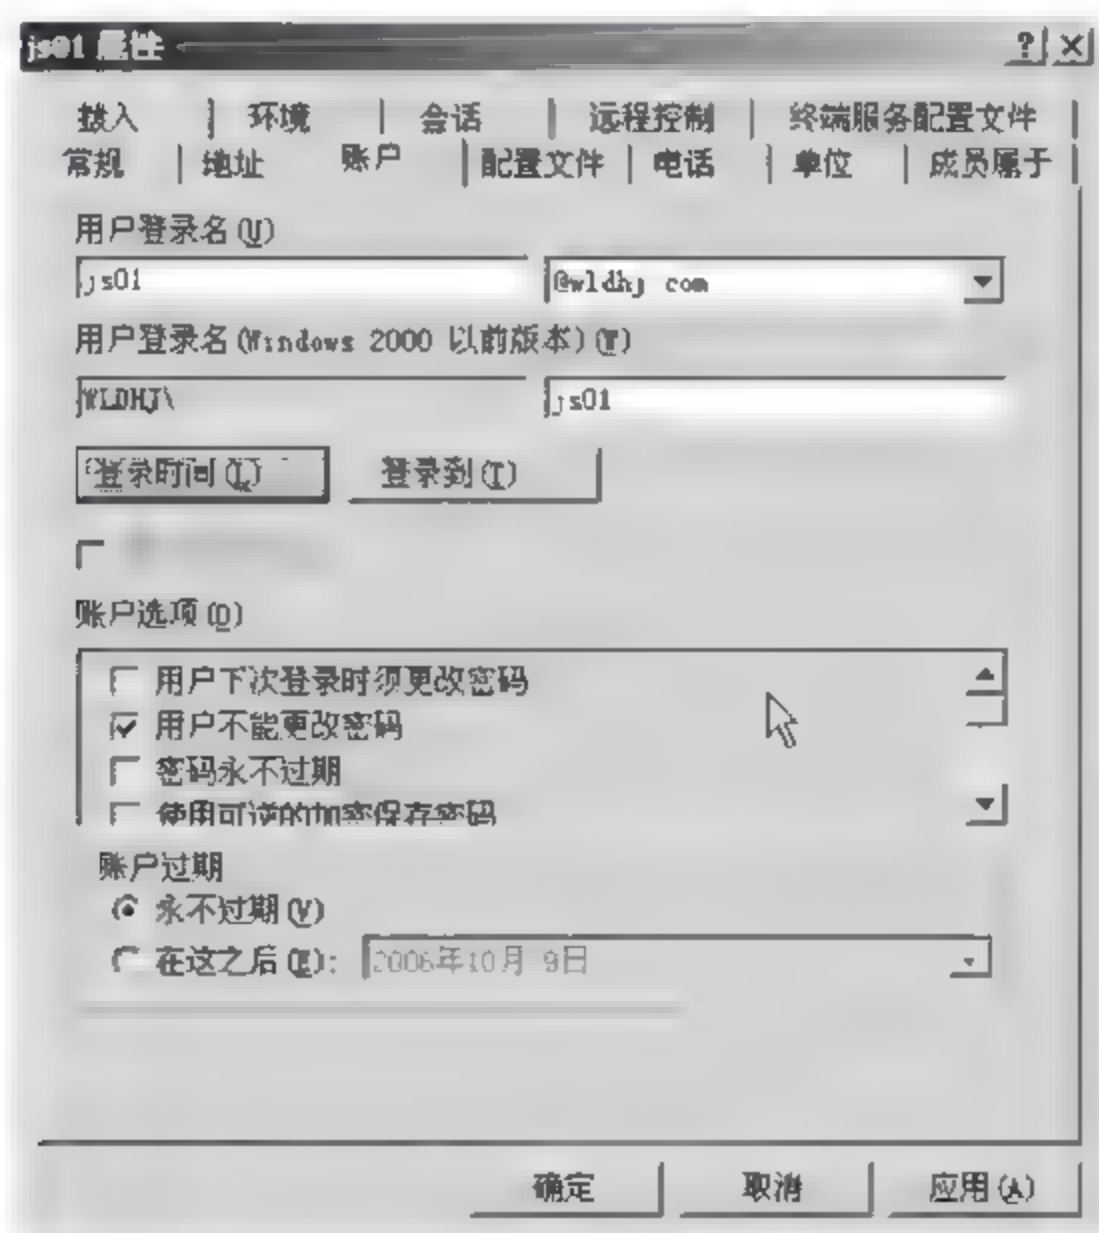 js01 属性
拨入 环境 会话 远程控制 终端服务配置文件
常规 地址 账户 配置文件 电话 单位 成员属于
用户登录名(U)
js01 @wldhj com
用户登录名(Windows 2000 以前版本)(W)
WLDHJ\ js01
登录时间(L) 登录到(T)
账户选项(O)
用户下次登录时须更改密码
用户不能更改密码
密码永不过期
使用可逆的加密保存密码
账户过期
永不过期(V)
在这之后(E): 2006年10月 9日
确定 取消 应用(A)